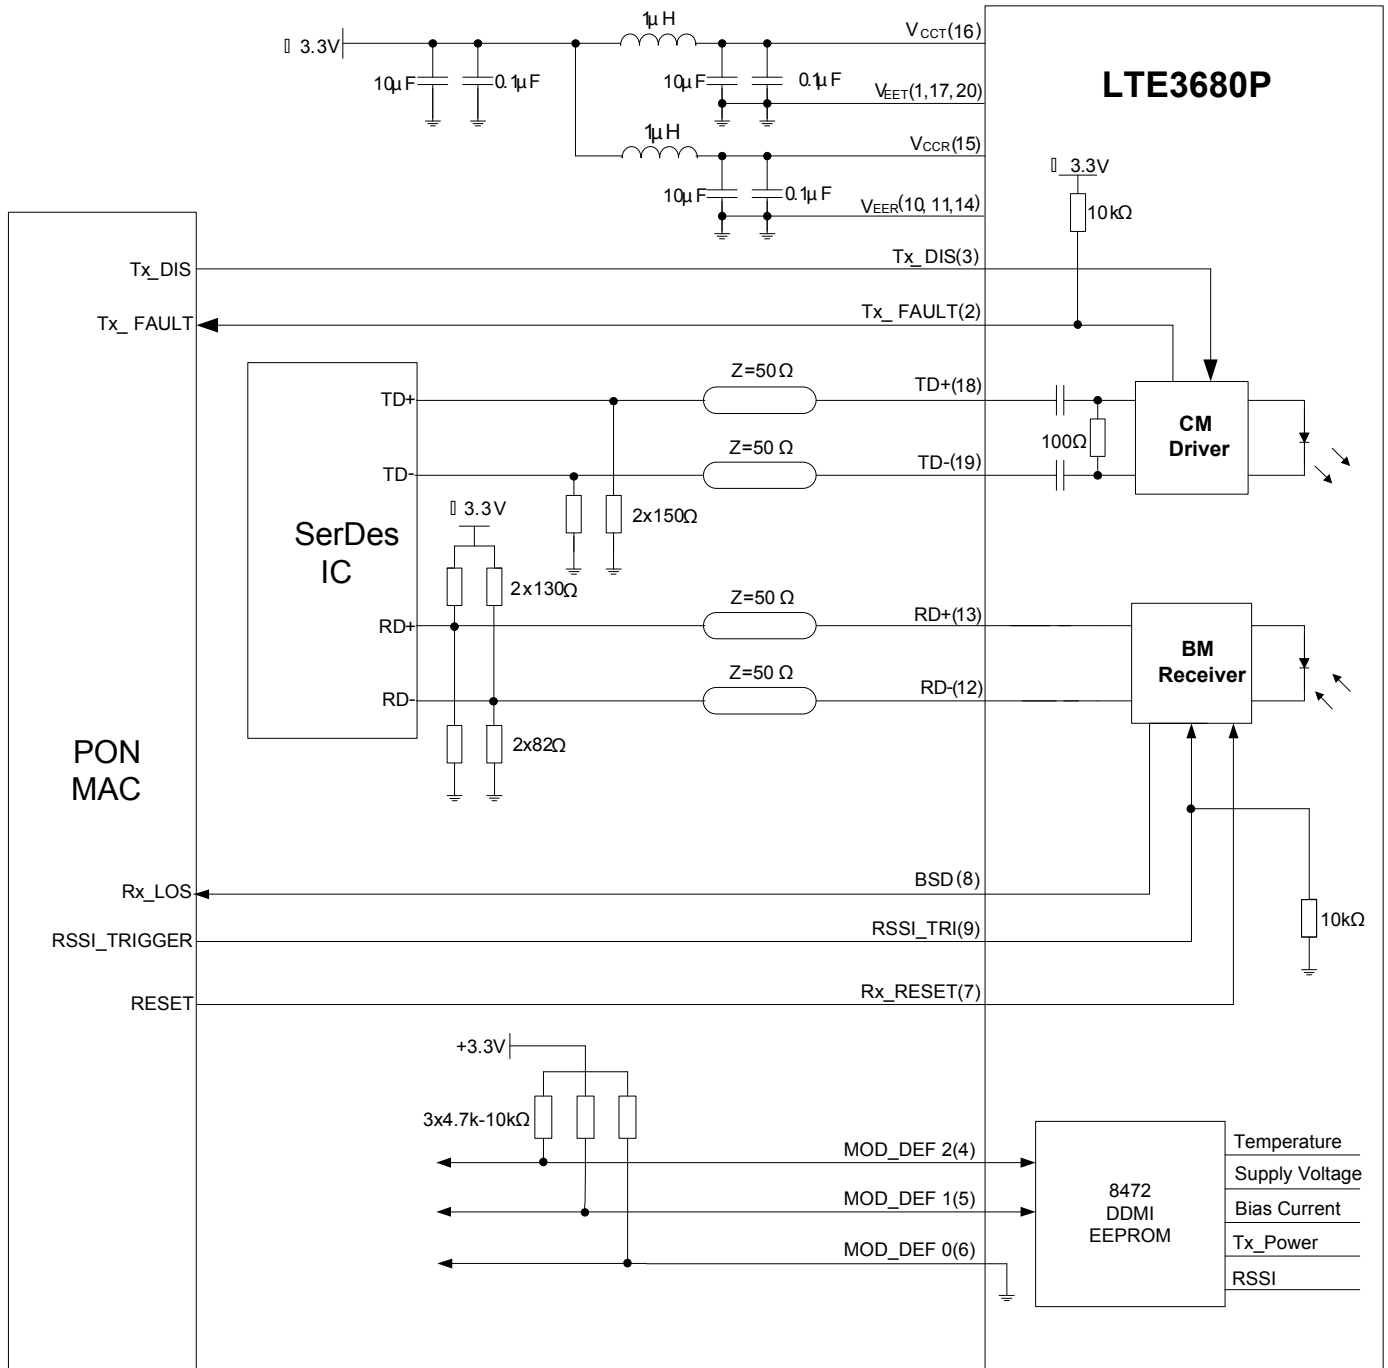 1μH
VCCT(16)
▯ 3.3V
LTE3680P
10μF
0.1μF
10μF
0.1μF
VEET(1,17,20)
1μH
VCCR(15)
▯ 3.3V
10μF
0.1μF
VEER(10, 11,14)
10kΩ
Tx_DIS
Tx_DIS(3)
Tx_ FAULT
Tx_ FAULT(2)
Z=50Ω
TD+
TD+(18)
CM
Driver
100Ω
Z=50 Ω
TD-
TD-(19)
▯ 3.3V
2x150Ω
SerDes
IC
2x130Ω
Z=50 Ω
RD+
RD+(13)
BM
Receiver
Z=50 Ω
RD-
RD-(12)
2x82Ω
PON
MAC
Rx_LOS
BSD(8)
RSSI_TRIGGER
RSSI_TRI(9)
10kΩ
RESET
Rx_RESET(7)
+3.3V
3x4.7k-10kΩ
MOD_DEF 2(4)
MOD_DEF 1(5)
MOD_DEF 0(6)
8472
DDMI
EEPROM
Temperature
Supply Voltage
Bias Current
Tx_Power
RSSI